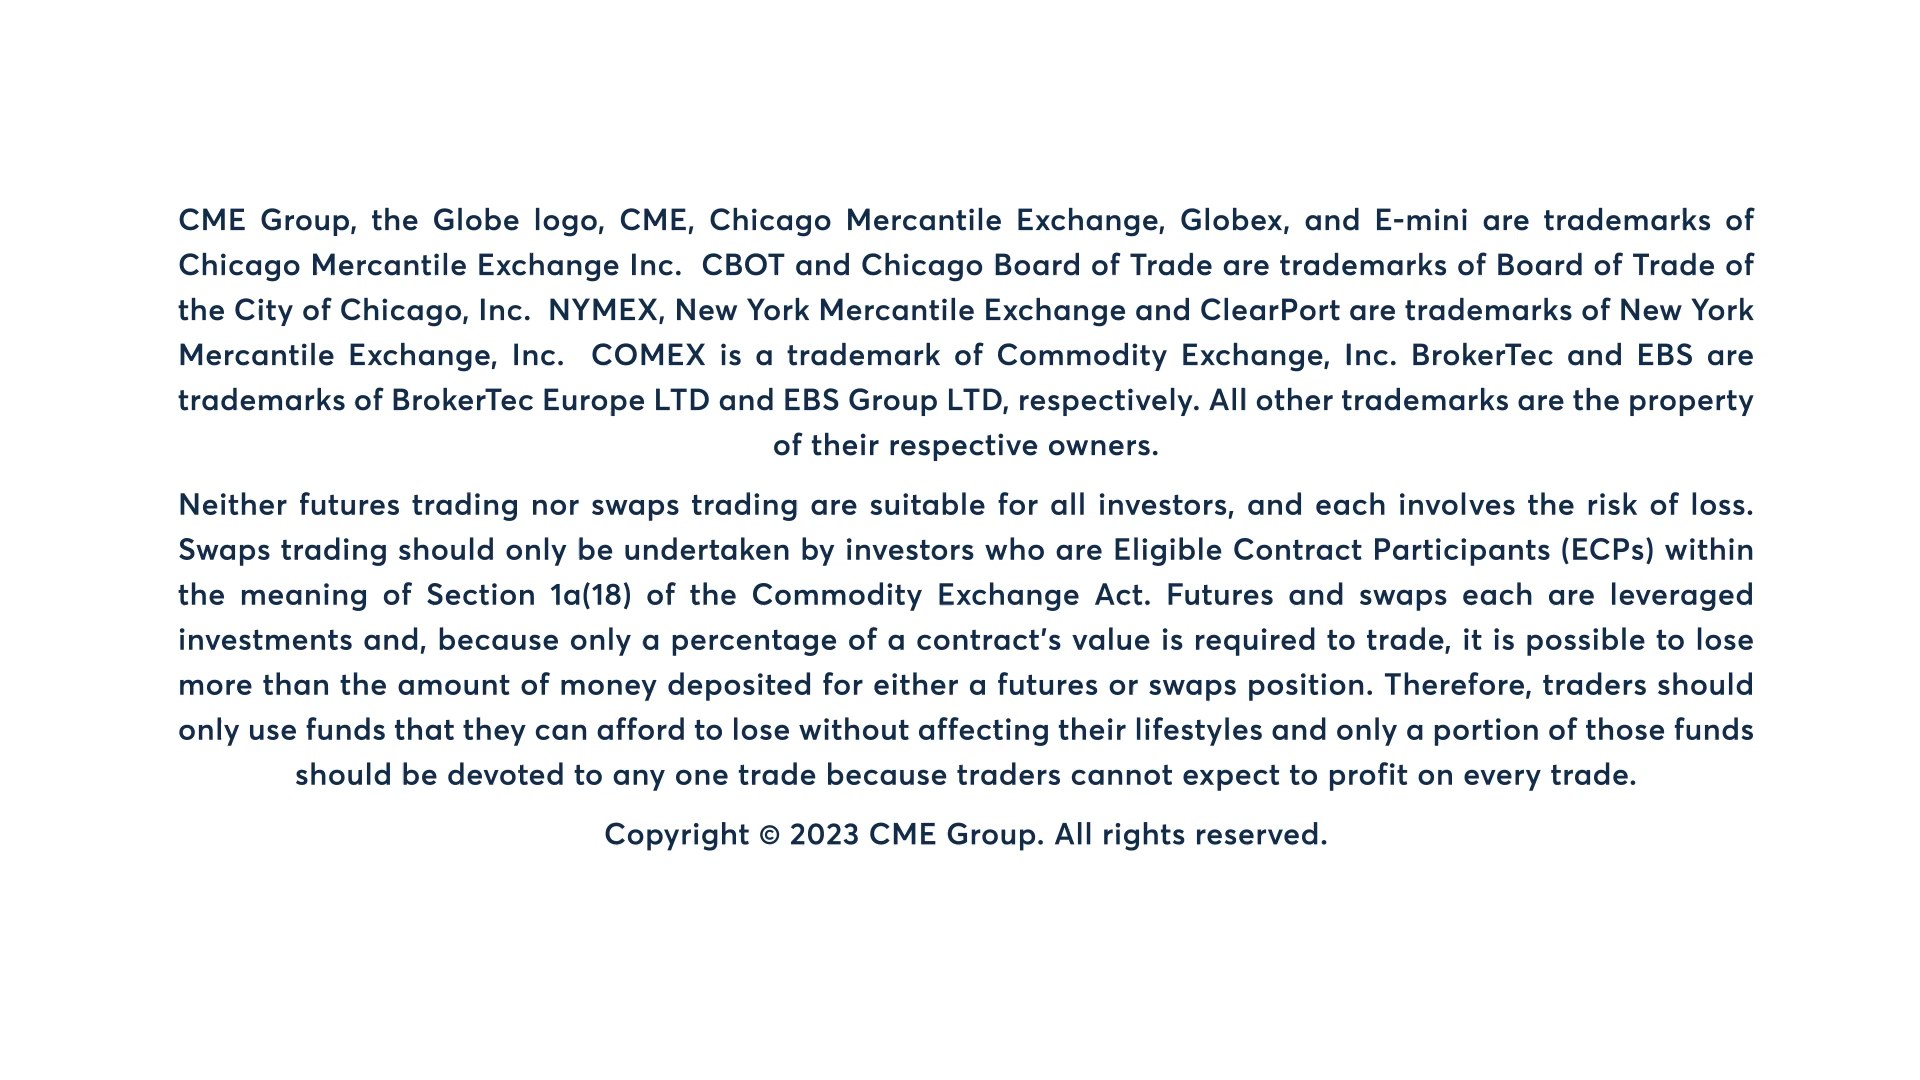 CME Group, the Globe logo, CME, Chicago Mercantile Exchange, Globex, and E-mini are trademarks of
Chicago Mercantile Exchange Inc.  CBOT and Chicago Board of Trade are trademarks of Board of Trade of
the City of Chicago, Inc.  NYMEX, New York Mercantile Exchange and ClearPort are trademarks of New York
Mercantile Exchange, Inc.  COMEX is a trademark of Commodity Exchange, Inc. BrokerTec and EBS are
trademarks of BrokerTec Europe LTD and EBS Group LTD, respectively. All other trademarks are the property
of their respective owners.
Neither futures trading nor swaps trading are suitable for all investors, and each involves the risk of loss.
Swaps trading should only be undertaken by investors who are Eligible Contract Participants (ECPs) within
the meaning of Section 1a(18) of the Commodity Exchange Act. Futures and swaps each are leveraged
investments and, because only a percentage of a contract's value is required to trade, it is possible to lose
more than the amount of money deposited for either a futures or swaps position. Therefore, traders should
only use funds that they can afford to lose without affecting their lifestyles and only a portion of those funds
should be devoted to any one trade because traders cannot expect to profit on every trade.
Copyright © 2023 CME Group. All rights reserved.